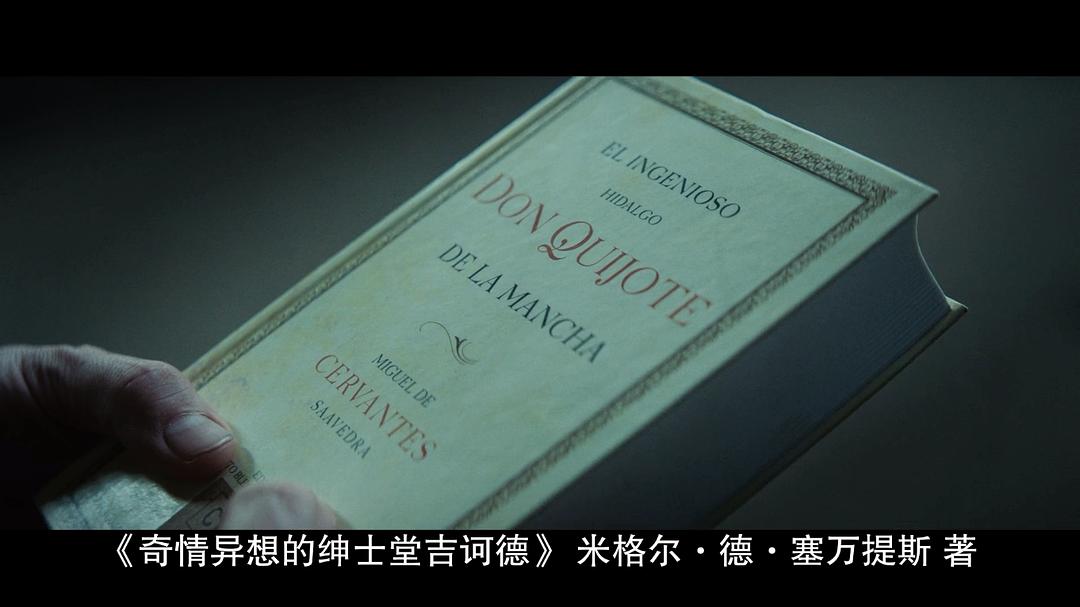 EL INGENIOSO
HIDALGO
DON QUIJOTE
DE LA MANCHA
MIGUEL DE
CERVANTES
SAAVEDRA
《奇情异想的绅士堂吉诃德》 米格尔·德·塞万提斯 著